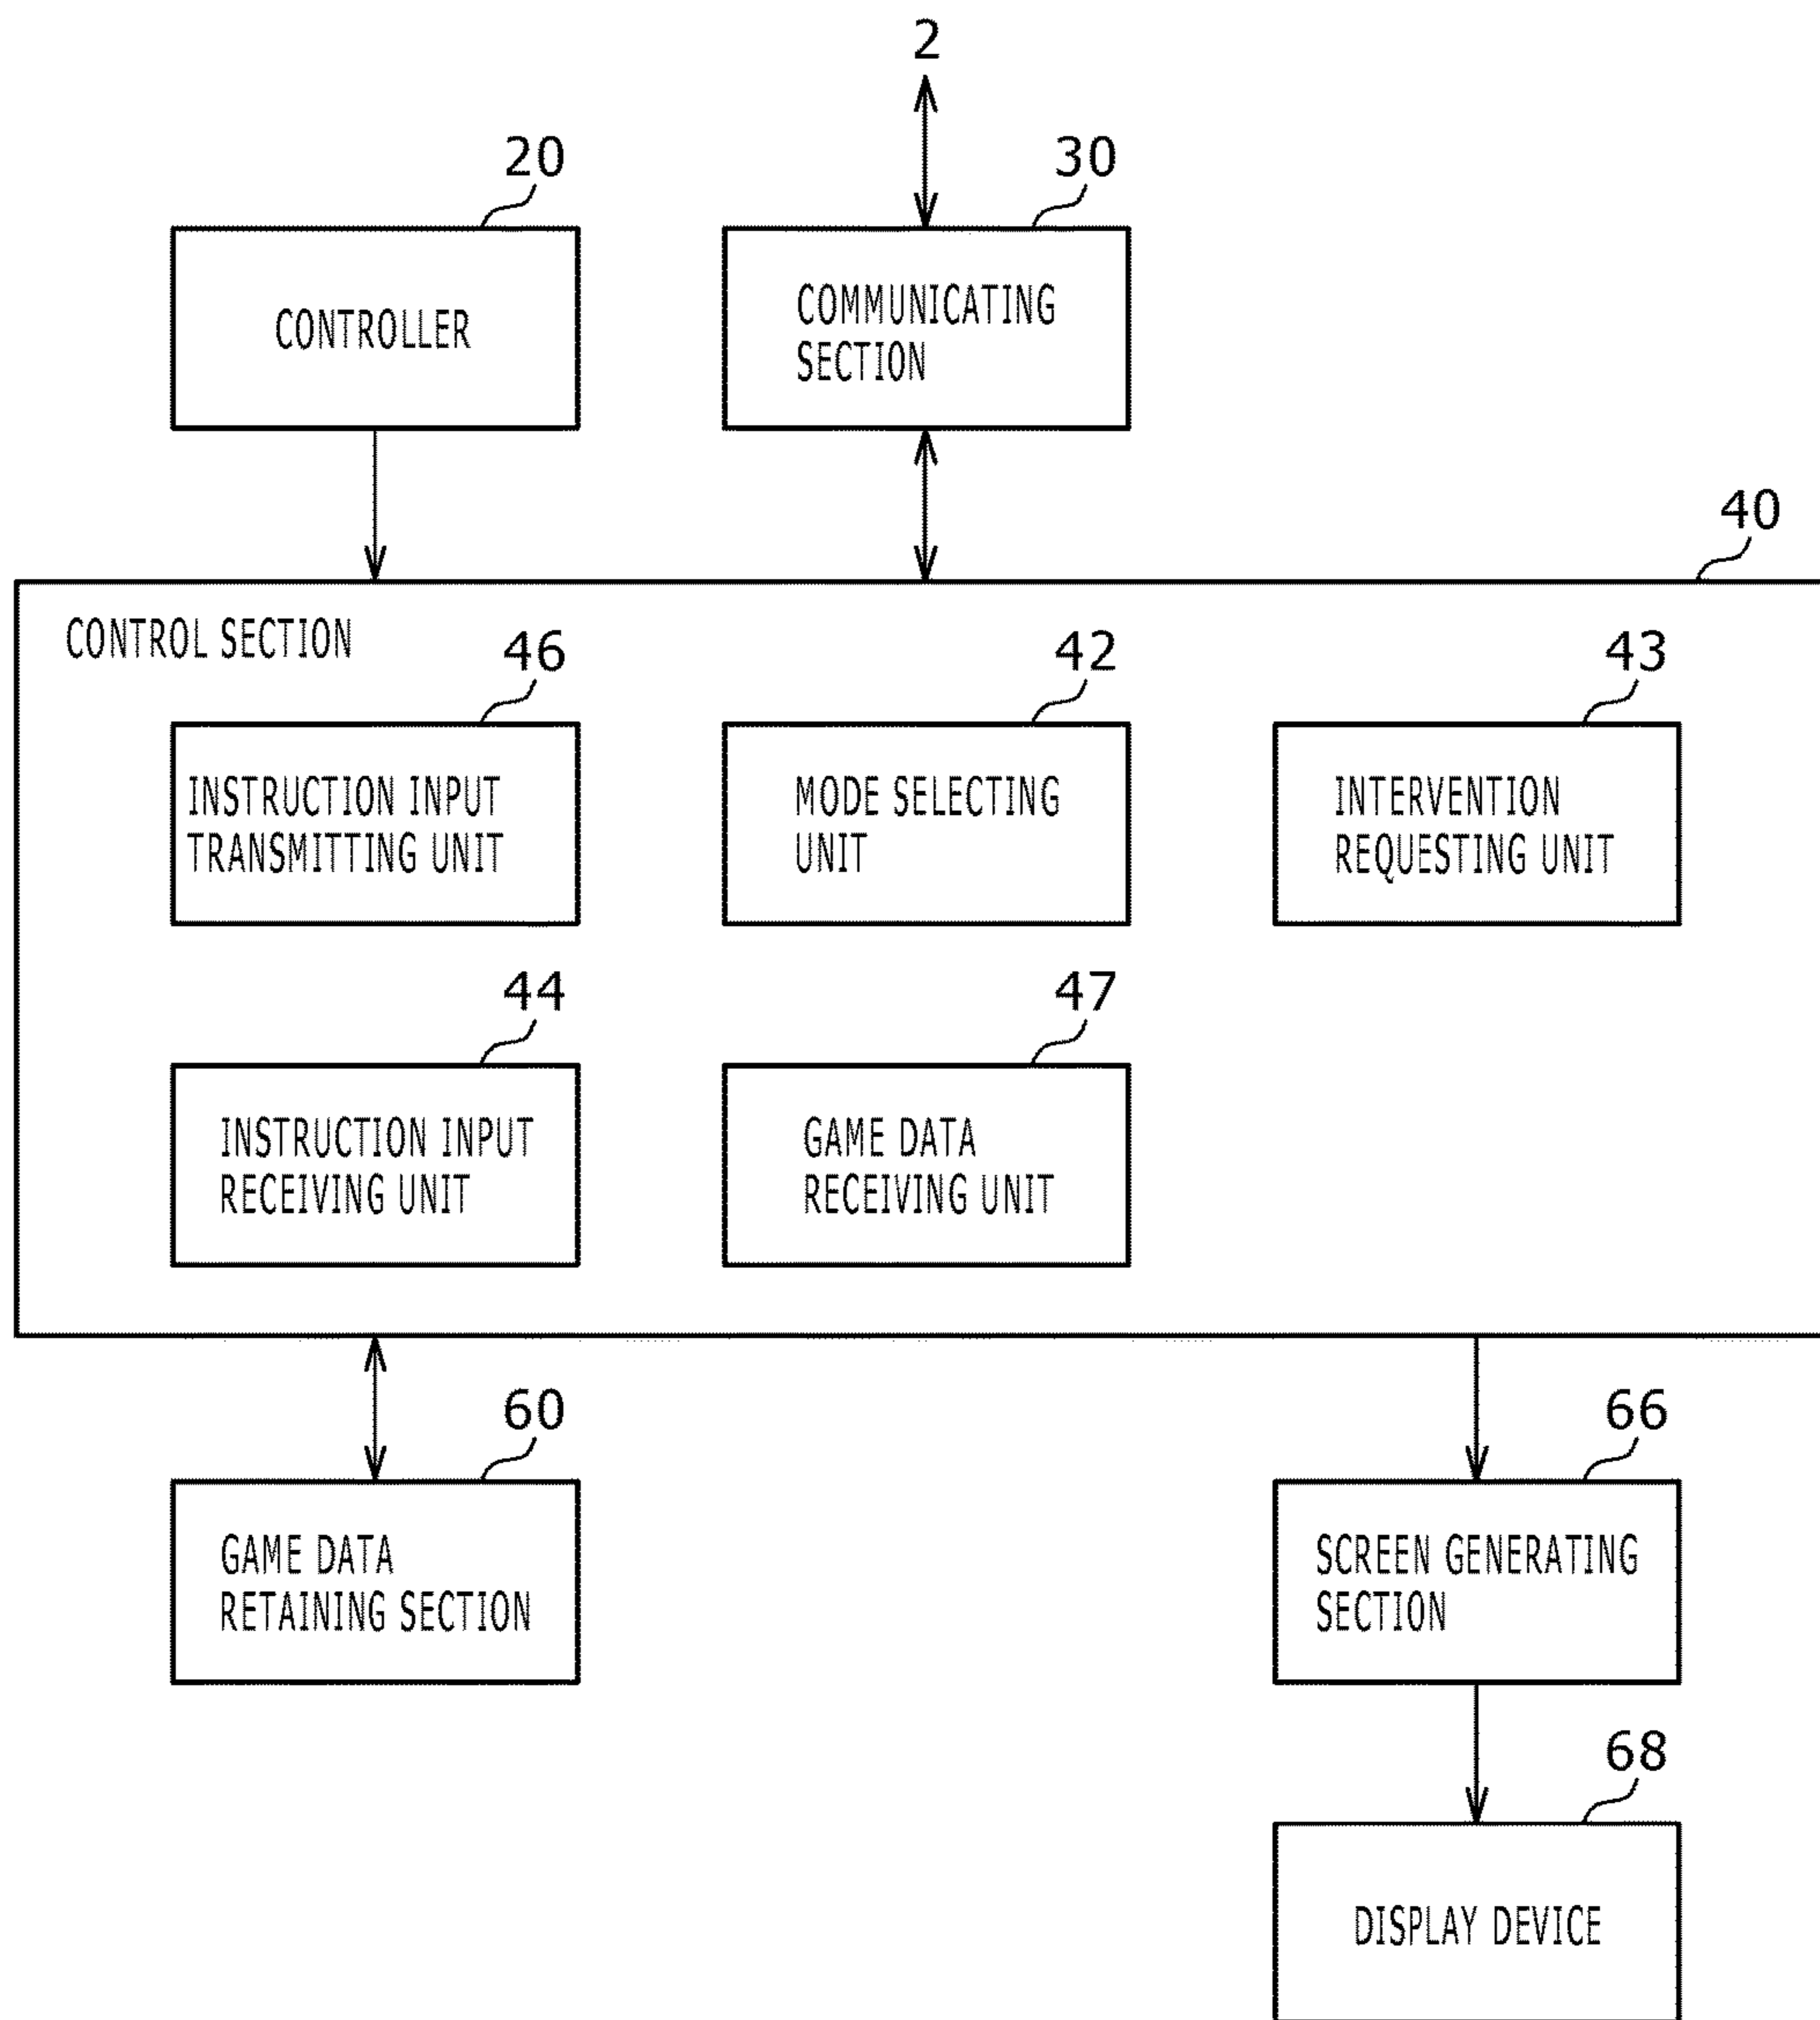 2
20
30
CONTROLLER
COMMUNICATING
SECTION
40
CONTROL SECTION
46
42
43
INSTRUCTION INPUT
TRANSMITTING UNIT
MODE SELECTING
UNIT
INTERVENTION
REQUESTING UNIT
44
47
INSTRUCTION INPUT
RECEIVING UNIT
GAME DATA
RECEIVING UNIT
60
66
GAME DATA
RETAINING SECTION
SCREEN GENERATING
SECTION
68
DISPLAY DEVICE